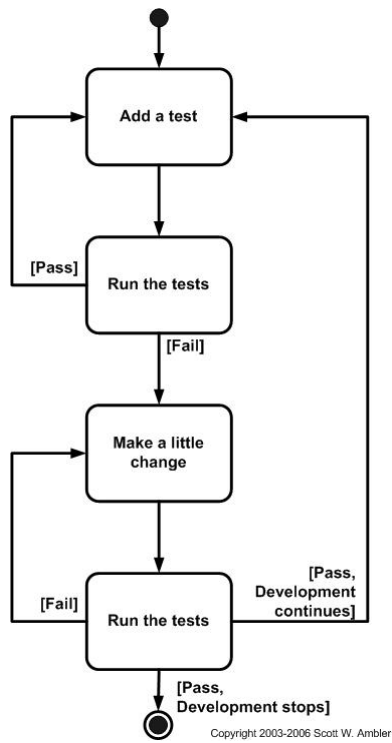 Add a test
[Pass]
Run the tests
[Fail]
Make a little
change
[Fail]
Run the tests
[Pass,
Development
continues]
[Pass,
Development stops]
Copyright 2003-2006 Scott W. Ambler